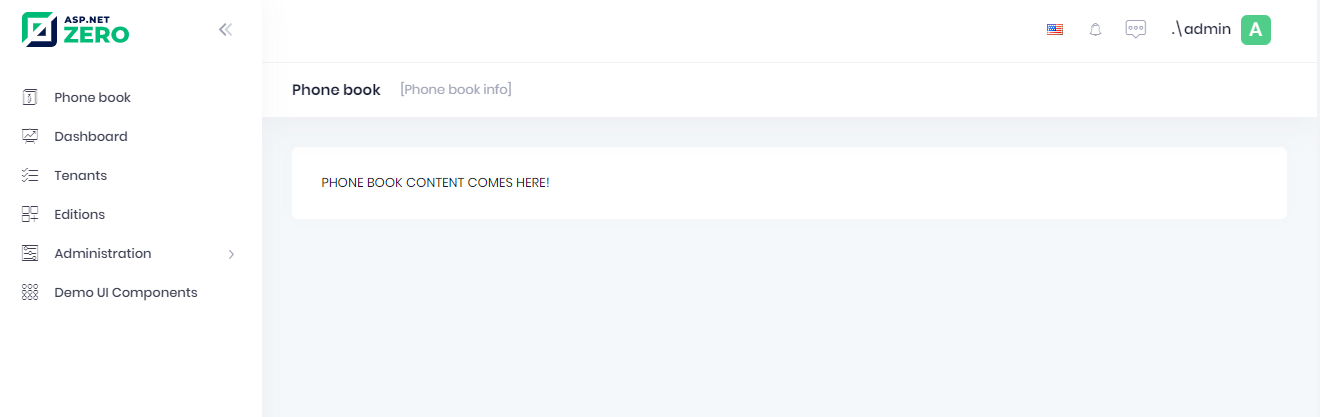 ASP.NET
ZERO
.\admin
A
Phone book [Phone book info]
Phone book
Dashboard
Tenants
Editions
Administration
Demo UI Components
PHONE BOOK CONTENT COMES HERE!